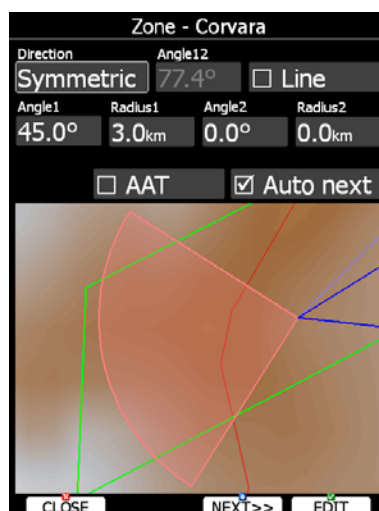 Zone - Corvara
Direction Angle12
Symmetric 77.4° Line
Angle1 Radius1 Angle2 Radius2
45.0° 3.0km 0.0° 0.0km
AAT Auto next
CLOSE NEXT>> EDIT